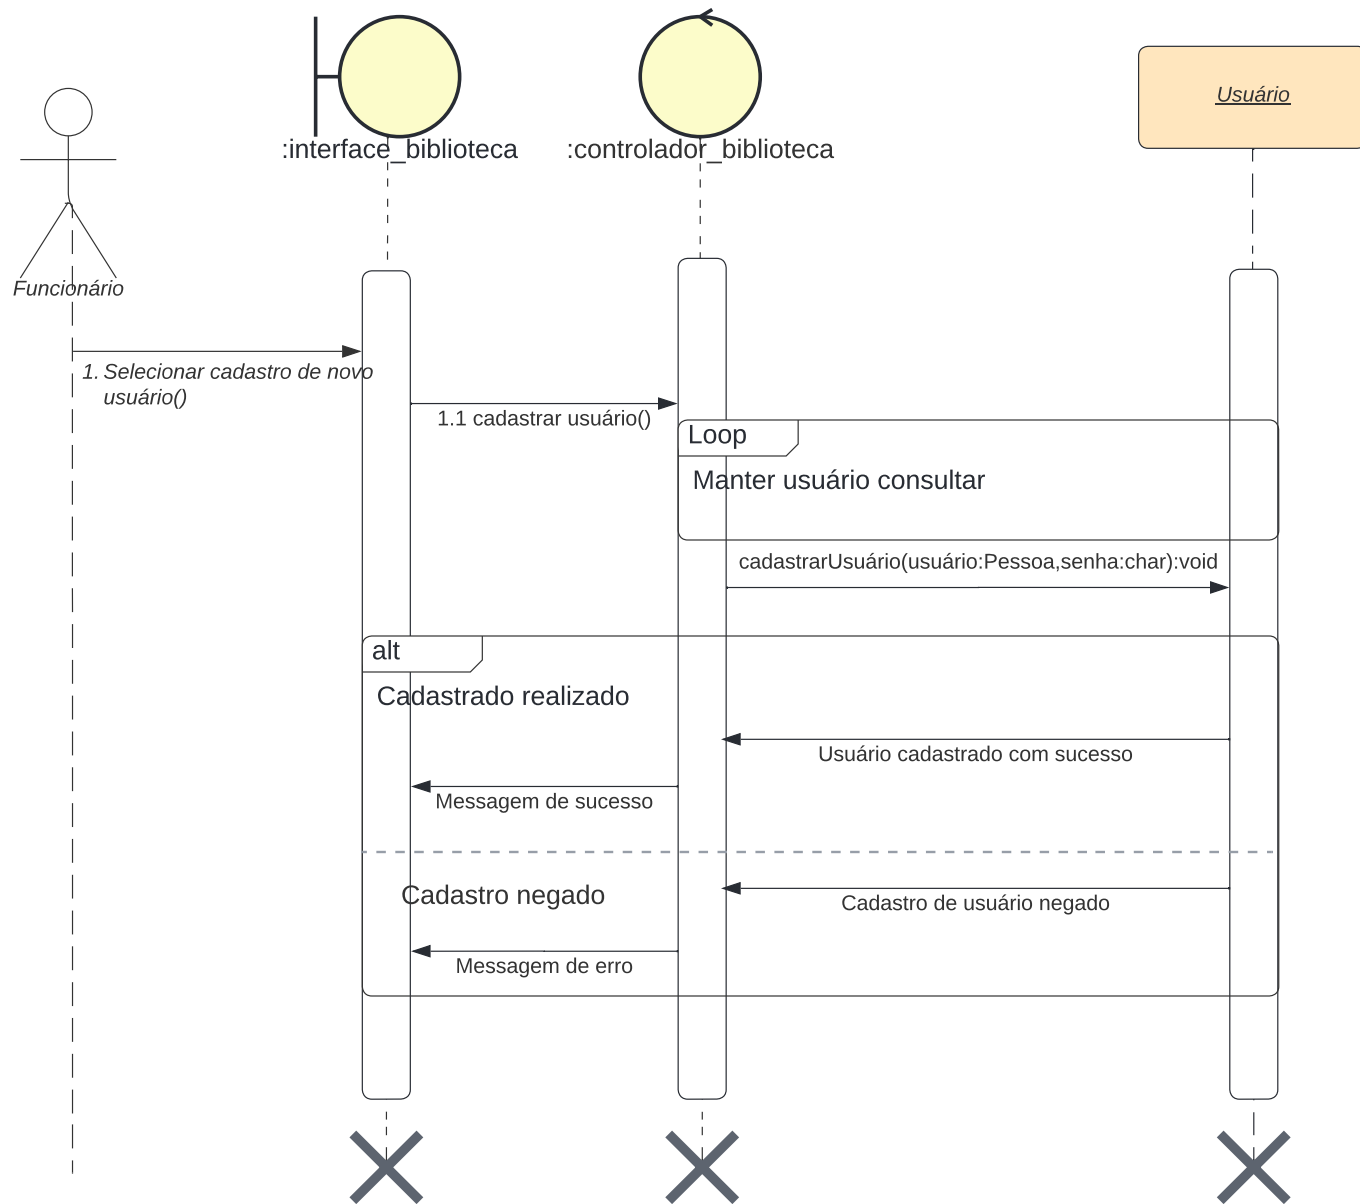 :interface_biblioteca
:controlador_biblioteca
Usuário
Funcionário
1. Selecionar cadastro de novo
usuário()
1.1 cadastrar usuário()
Loop
Manter usuário consultar
cadastrarUsuário(usuário:Pessoa,senha:char):void
alt
Cadastrado realizado
Usuário cadastrado com sucesso
Messagem de sucesso
Cadastro negado
Cadastro de usuário negado
Messagem de erro